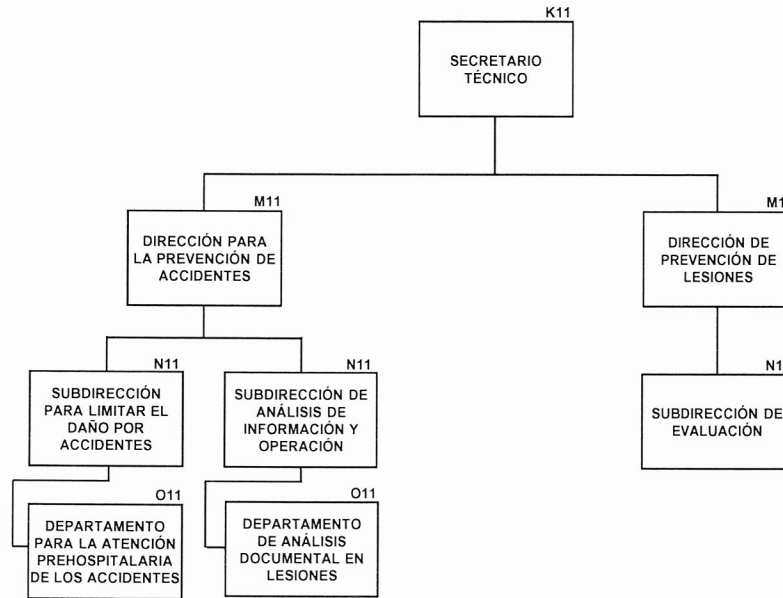 K11
SECRETARIO
TÉCNICO
M11
DIRECCIÓN PARA
LA PREVENCIÓN DE
ACCIDENTES
M1
DIRECCIÓN DE
PREVENCIÓN DE
LESIONES
N11
SUBDIRECCIÓN
PARA LIMITAR EL
DAÑO POR
ACCIDENTES
N11
SUBDIRECCIÓN DE
ANÁLISIS DE
INFORMACIÓN Y
OPERACIÓN
N1
SUBDIRECCIÓN DE
EVALUACIÓN
O11
DEPARTAMENTO
PARA LA ATENCIÓN
PREHOSPITALARIA
DE LOS ACCIDENTES
O11
DEPARTAMENTO
DE ANÁLISIS
DOCUMENTAL EN
LESIONES